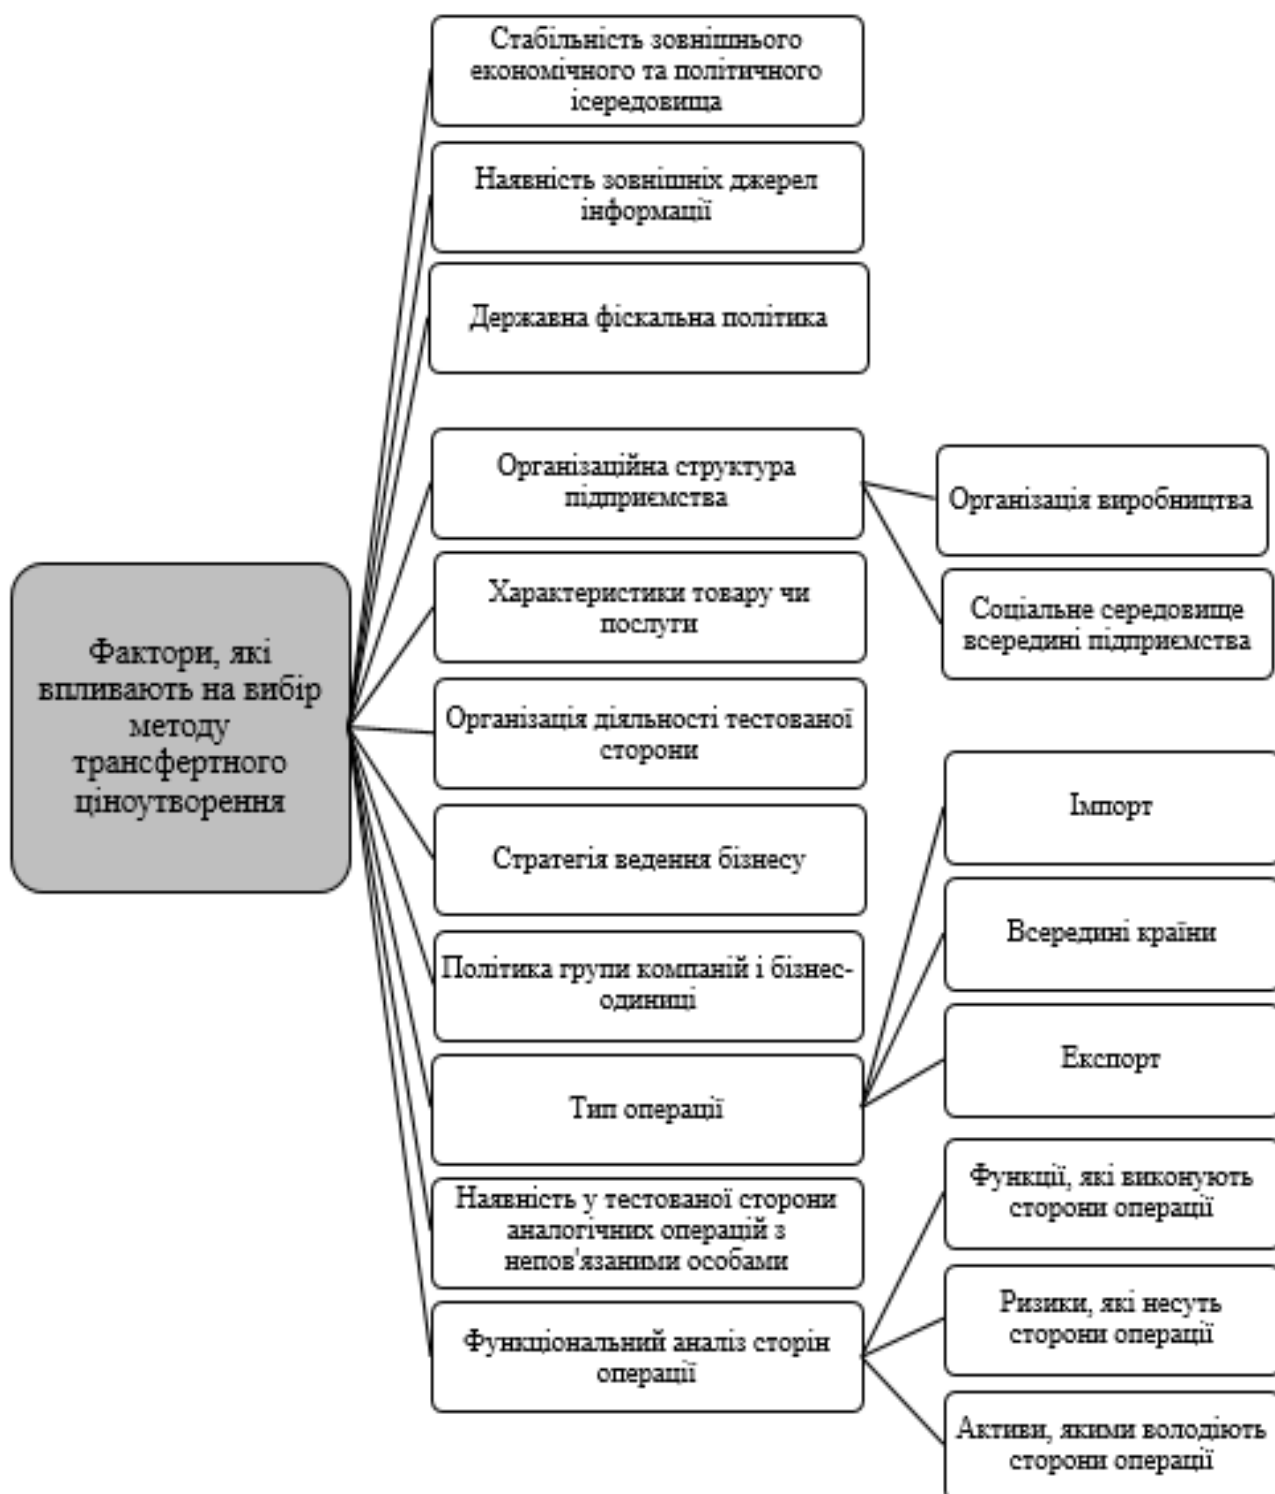 Стабільність зовнішнього
економічного та політичного
ісередовища
Наявність зовнішніх джерел
інформації
Державна фіскальна політика
Організаційна структура
підприємства
Організація виробництва
Соціальне середовище
всередині підприємства
Характеристики товару чи
послуги
Фактори, які
впливають на вибір
методу
трансфертного
ціноутворення
Організація діяльності тестованої
сторони
Стратегія ведення бізнесу
Політика групи компаній і бізнес-
одиниці
Тип операції
Імпорт
Всередині країни
Експорт
Наявність у тестованої сторони
аналогічних операцій з
непов'язаними особами
Функціональний аналіз сторін
операції
Функції, які виконують
сторони операції
Ризики, які несуть
сторони операції
Активи, якими володіють
сторони операції